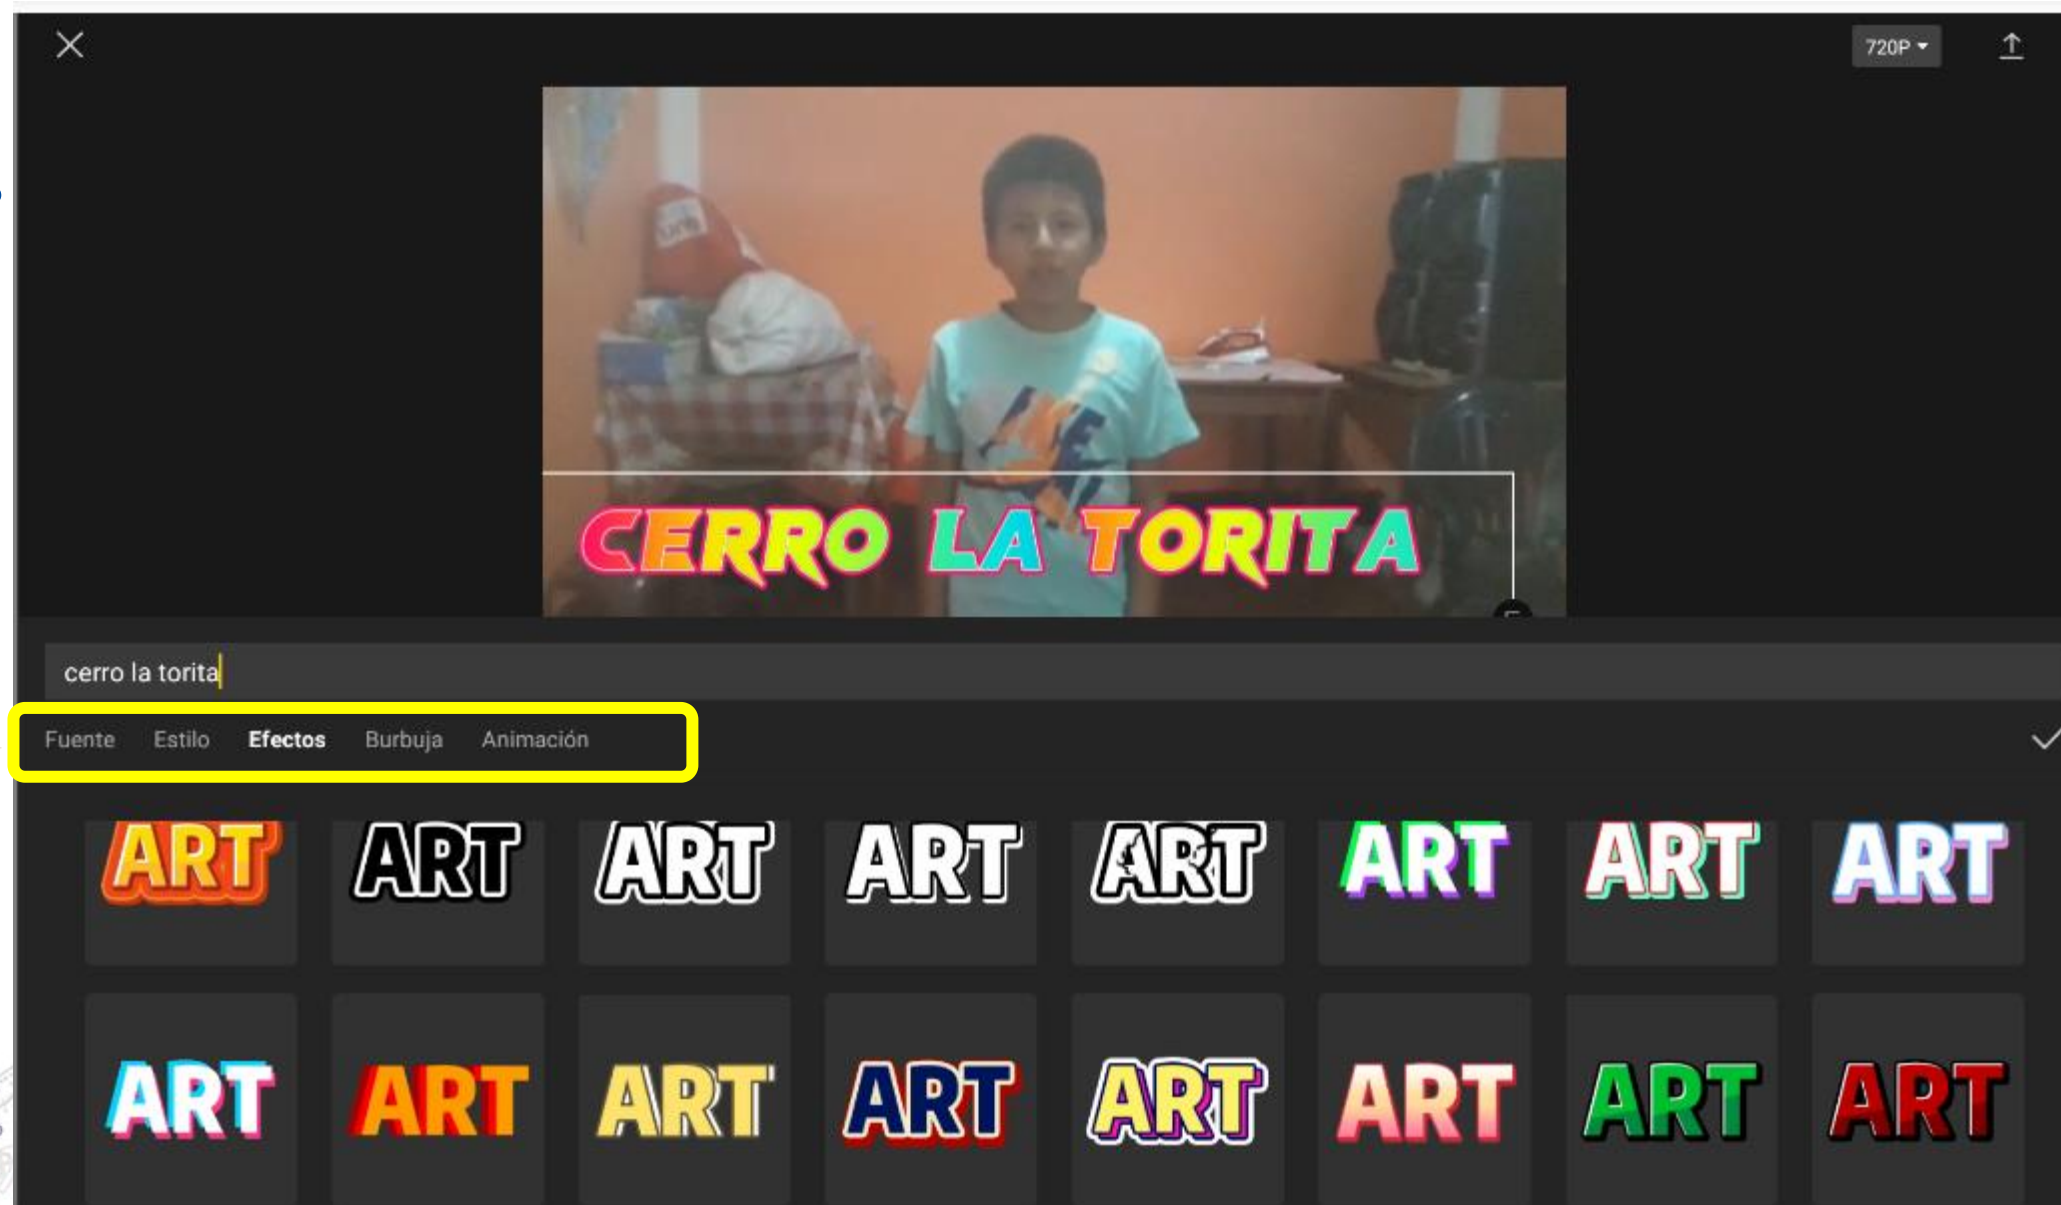 720P
CERRO LA TORITA
cerro la torita
Fuente Estilo Efectos Burbuja Animación
ART ART ART ART ART ART ART ART
ART ART ART ART ART ART ART ART